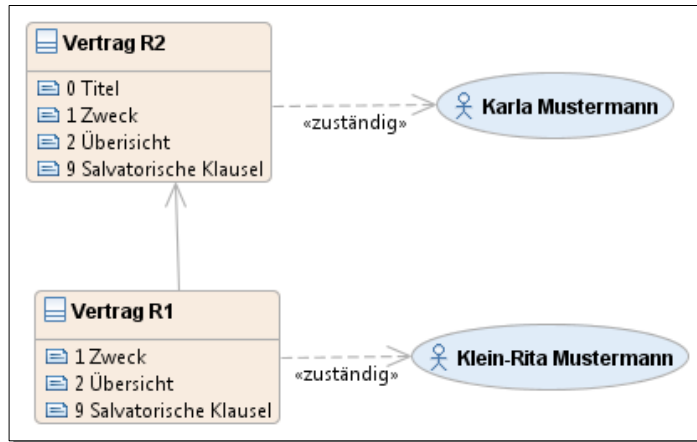 Vertrag R2
0 Titel
1 Zweck
2 Überisicht
9 Salvatorische Klausel
«zuständig»
Karla Mustermann
Vertrag R1
1 Zweck
2 Übersicht
9 Salvatorische Klausel
«zuständig»
Klein-Rita Mustermann